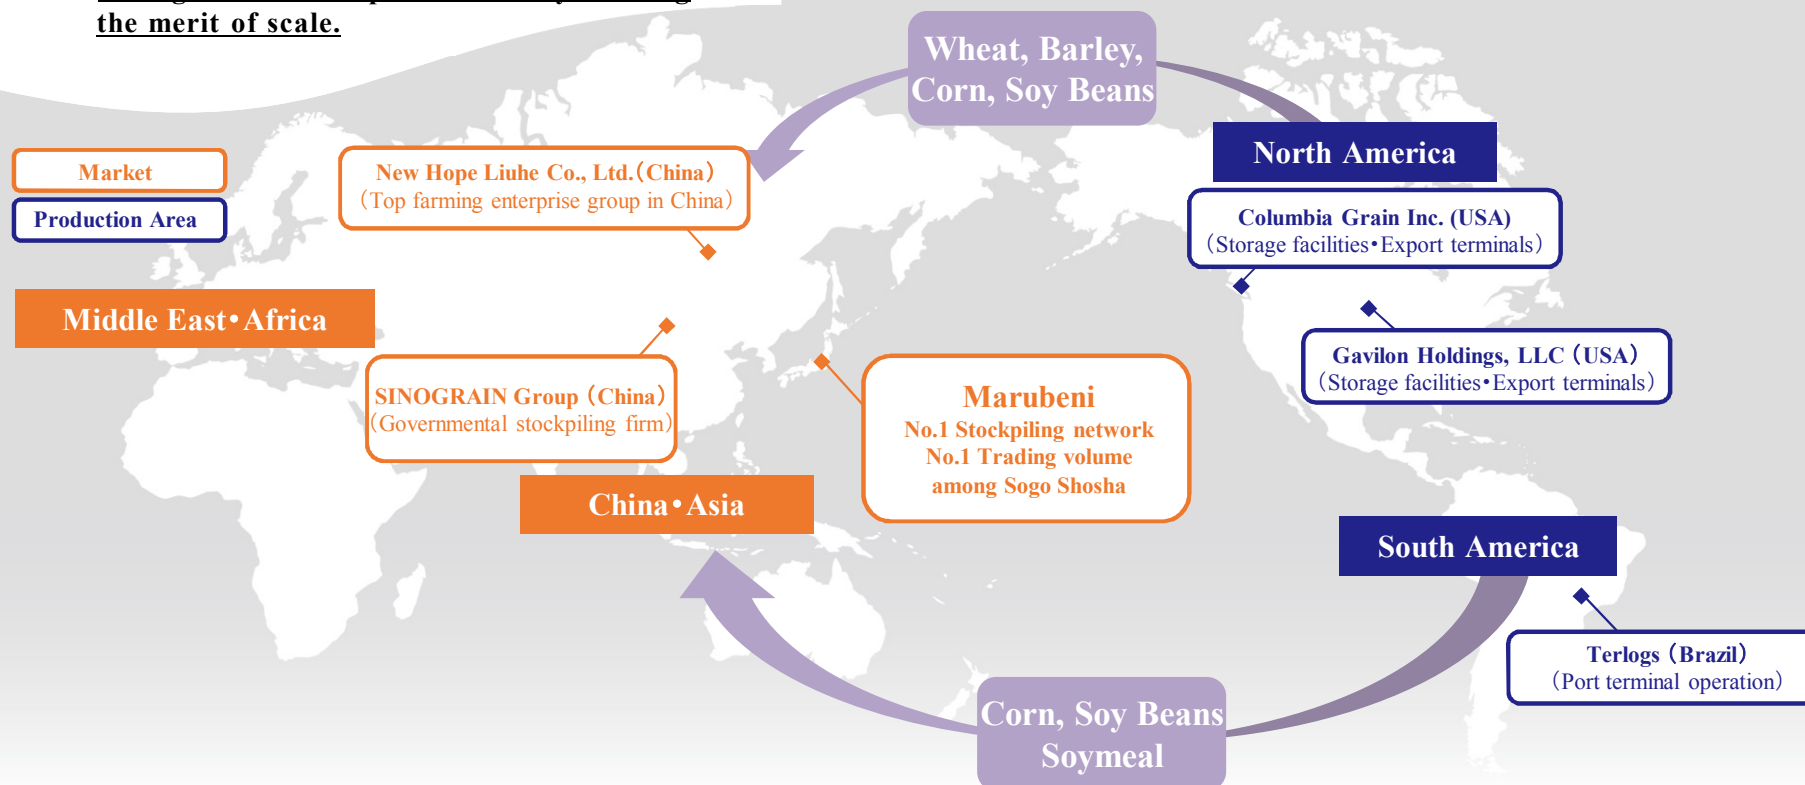 the merit of scale.
Wheat, Barley,
Corn, Soy Beans
North America
Market
Production Area
New Hope Liuhe Co., Ltd.(China)
(Top farming enterprise group in China)
Columbia Grain Inc. (USA)
(Storage facilities・Export terminals)
Middle East・Africa
Gavilon Holdings, LLC (USA)
(Storage facilities・Export terminals)
SINOGRAIN Group (China)
(Governmental stockpiling firm)
Marubeni
No.1 Stockpiling network
No.1 Trading volume
among Sogo Shosha
China・Asia
South America
Terlogs (Brazil)
(Port terminal operation)
Corn, Soy Beans
Soymeal